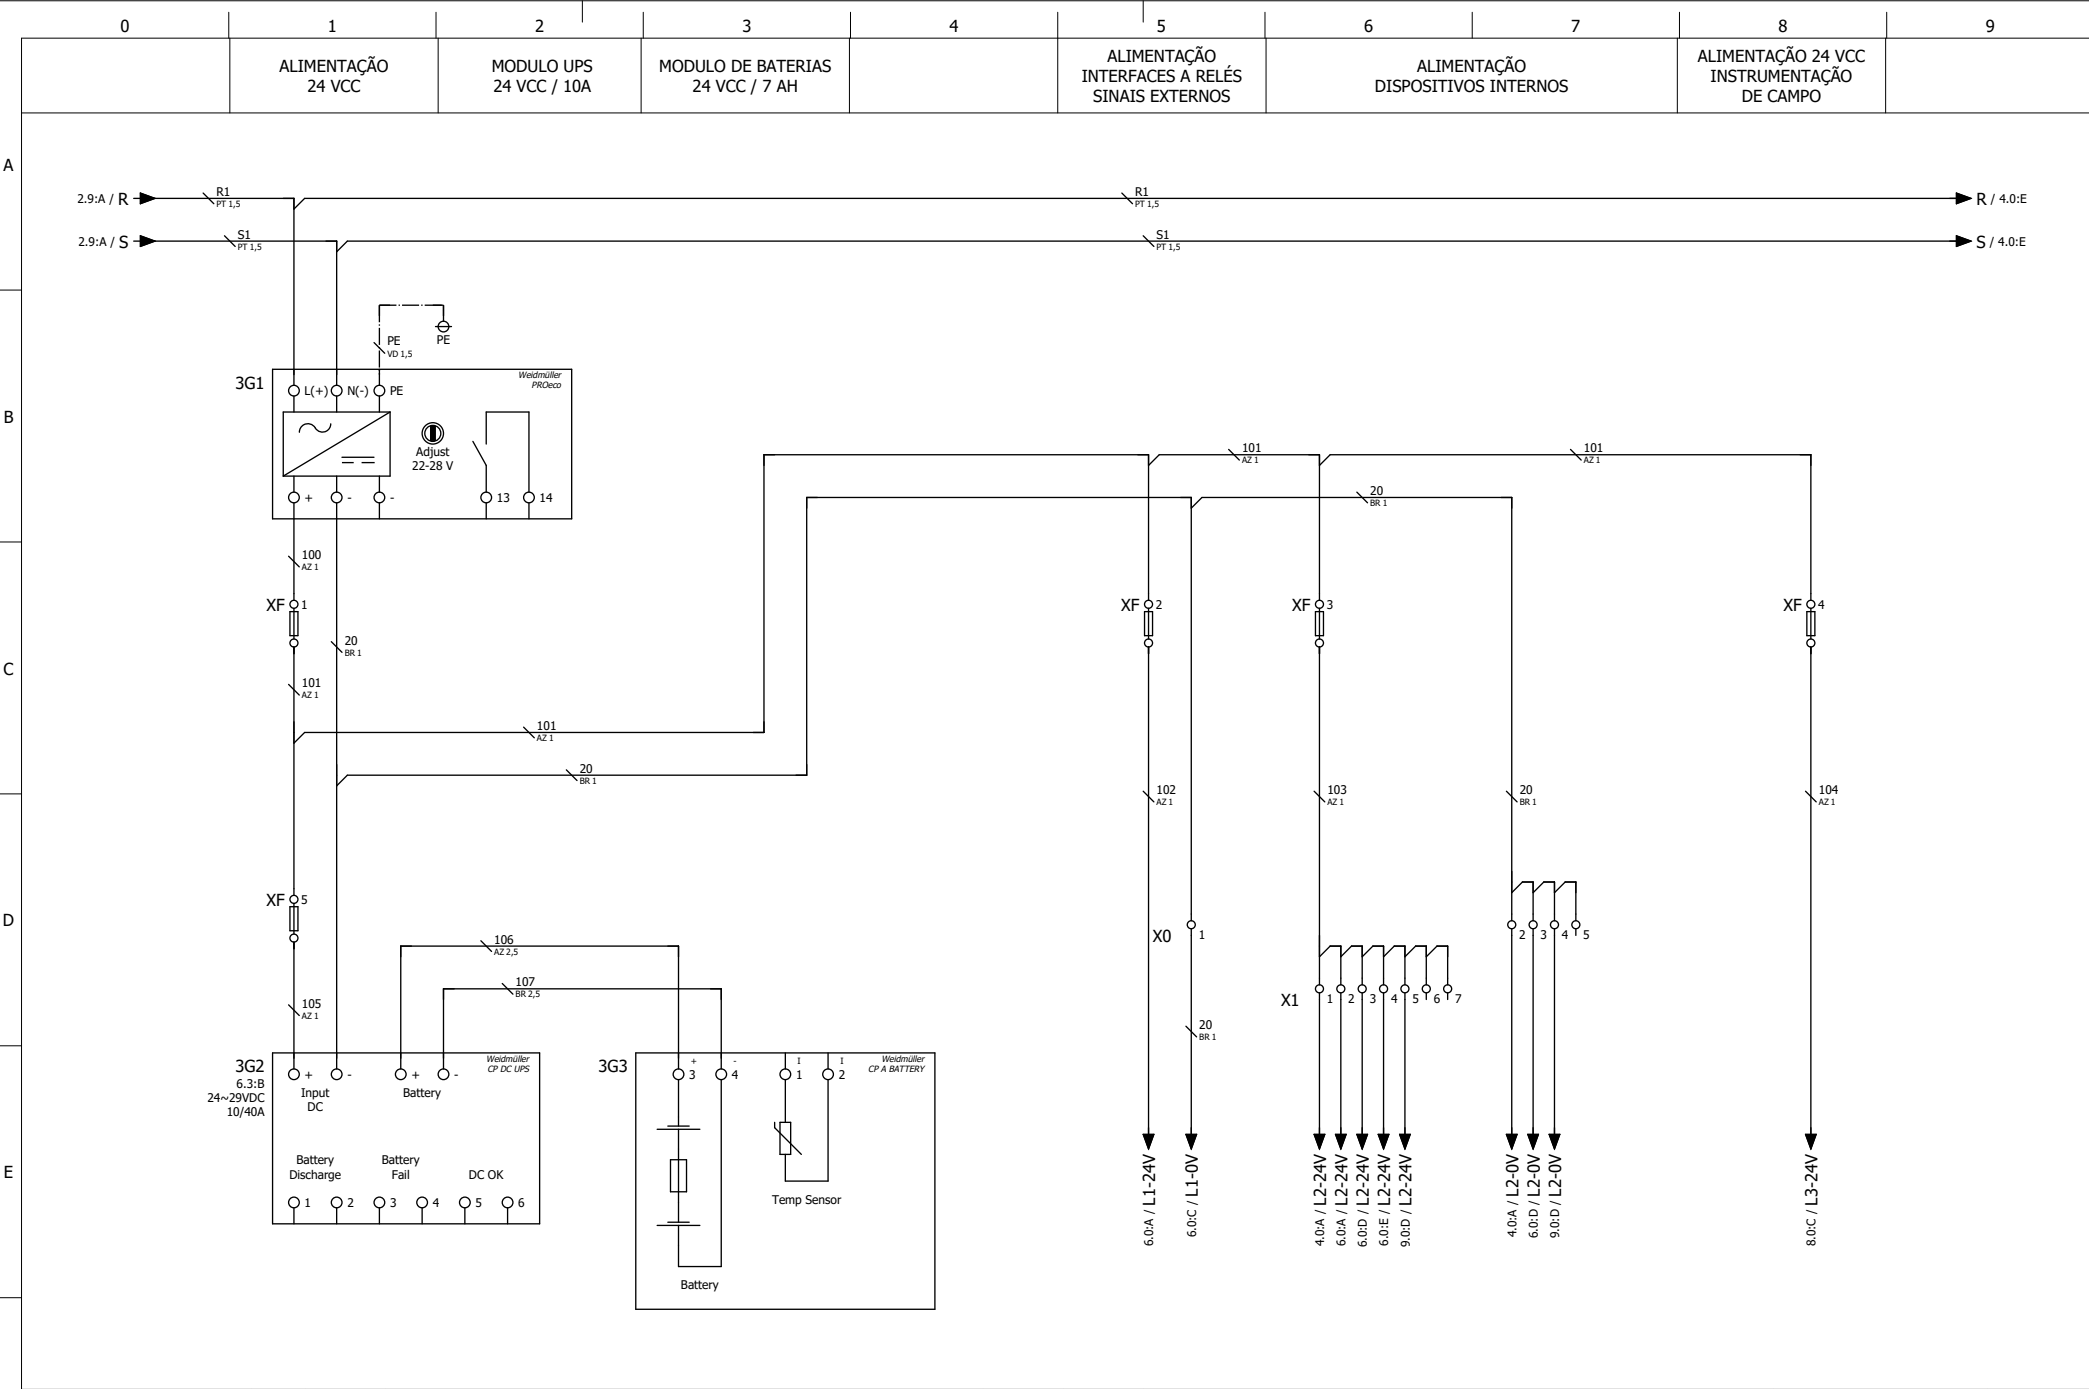 0 1 2 3 4 5 6 7 8 9
ALIMENTAÇÃO
24 VCC
MODULO UPS
24 VCC / 10A
MODULO DE BATERIAS
24 VCC / 7 AH
ALIMENTAÇÃO
INTERFACES A RELÉS
SINAIS EXTERNOS
ALIMENTAÇÃO
DISPOSITIVOS INTERNOS
ALIMENTAÇÃO 24 VCC
INSTRUMENTAÇÃO
DE CAMPO
A
2.9:A / R
R1
PT 1,5
R1
PT 1,5
R / 4.0:E
2.9:A / S
S1
PT 1,5
S1
PT 1,5
S / 4.0:E
PE
VD 1,5
PE
B
3G1
Weidmüller
PROeco
L(+) N(-) PE
Adjust
22-28 V
+ - - 13 14
101
AZ 1
101
AZ 1
20
BR 1
100
AZ 1
XF 1
XF 2
XF 3
XF 4
20
BR 1
C
101
AZ 1
101
AZ 1
20
BR 1
102
AZ 1
103
AZ 1
20
BR 1
104
AZ 1
D
XF 5
106
AZ 2,5
107
BR 2,5
105
AZ 1
X0 1
2 3 4 5
X1 1 2 3 4 5 6 7
20
BR 1
E
3G2
6.3:B
24~29VDC
10/40A
Weidmüller
CP DC UPS
+ - + -
Input
DC
Battery
Battery
Discharge
Battery
Fail
DC OK
1 2 3 4 5 6
3G3
Weidmüller
CP A BATTERY
+ - I I
3 4 1 2
Temp Sensor
Battery
6.0:A / L1-24V
6.0:C / L1-0V
4.0:A / L2-24V
6.0:A / L2-24V
6.0:D / L2-24V
6.0:E / L2-24V
9.0:D / L2-24V
4.0:A / L2-0V
6.0:D / L2-0V
9.0:D / L2-0V
8.0:C / L3-24V